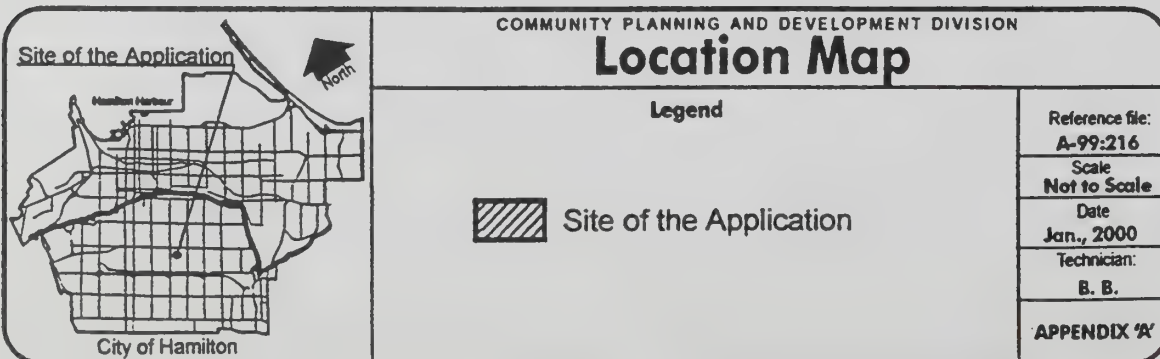 Site of the Application
North
Hamilton Harbour
City of Hamilton
COMMUNITY PLANNING AND DEVELOPMENT DIVISION
Location Map
Legend
Site of the Application
Reference file:
A-99:216
Scale
Not to Scale
Date
Jan., 2000
Technician:
B. B.
APPENDIX 'A'